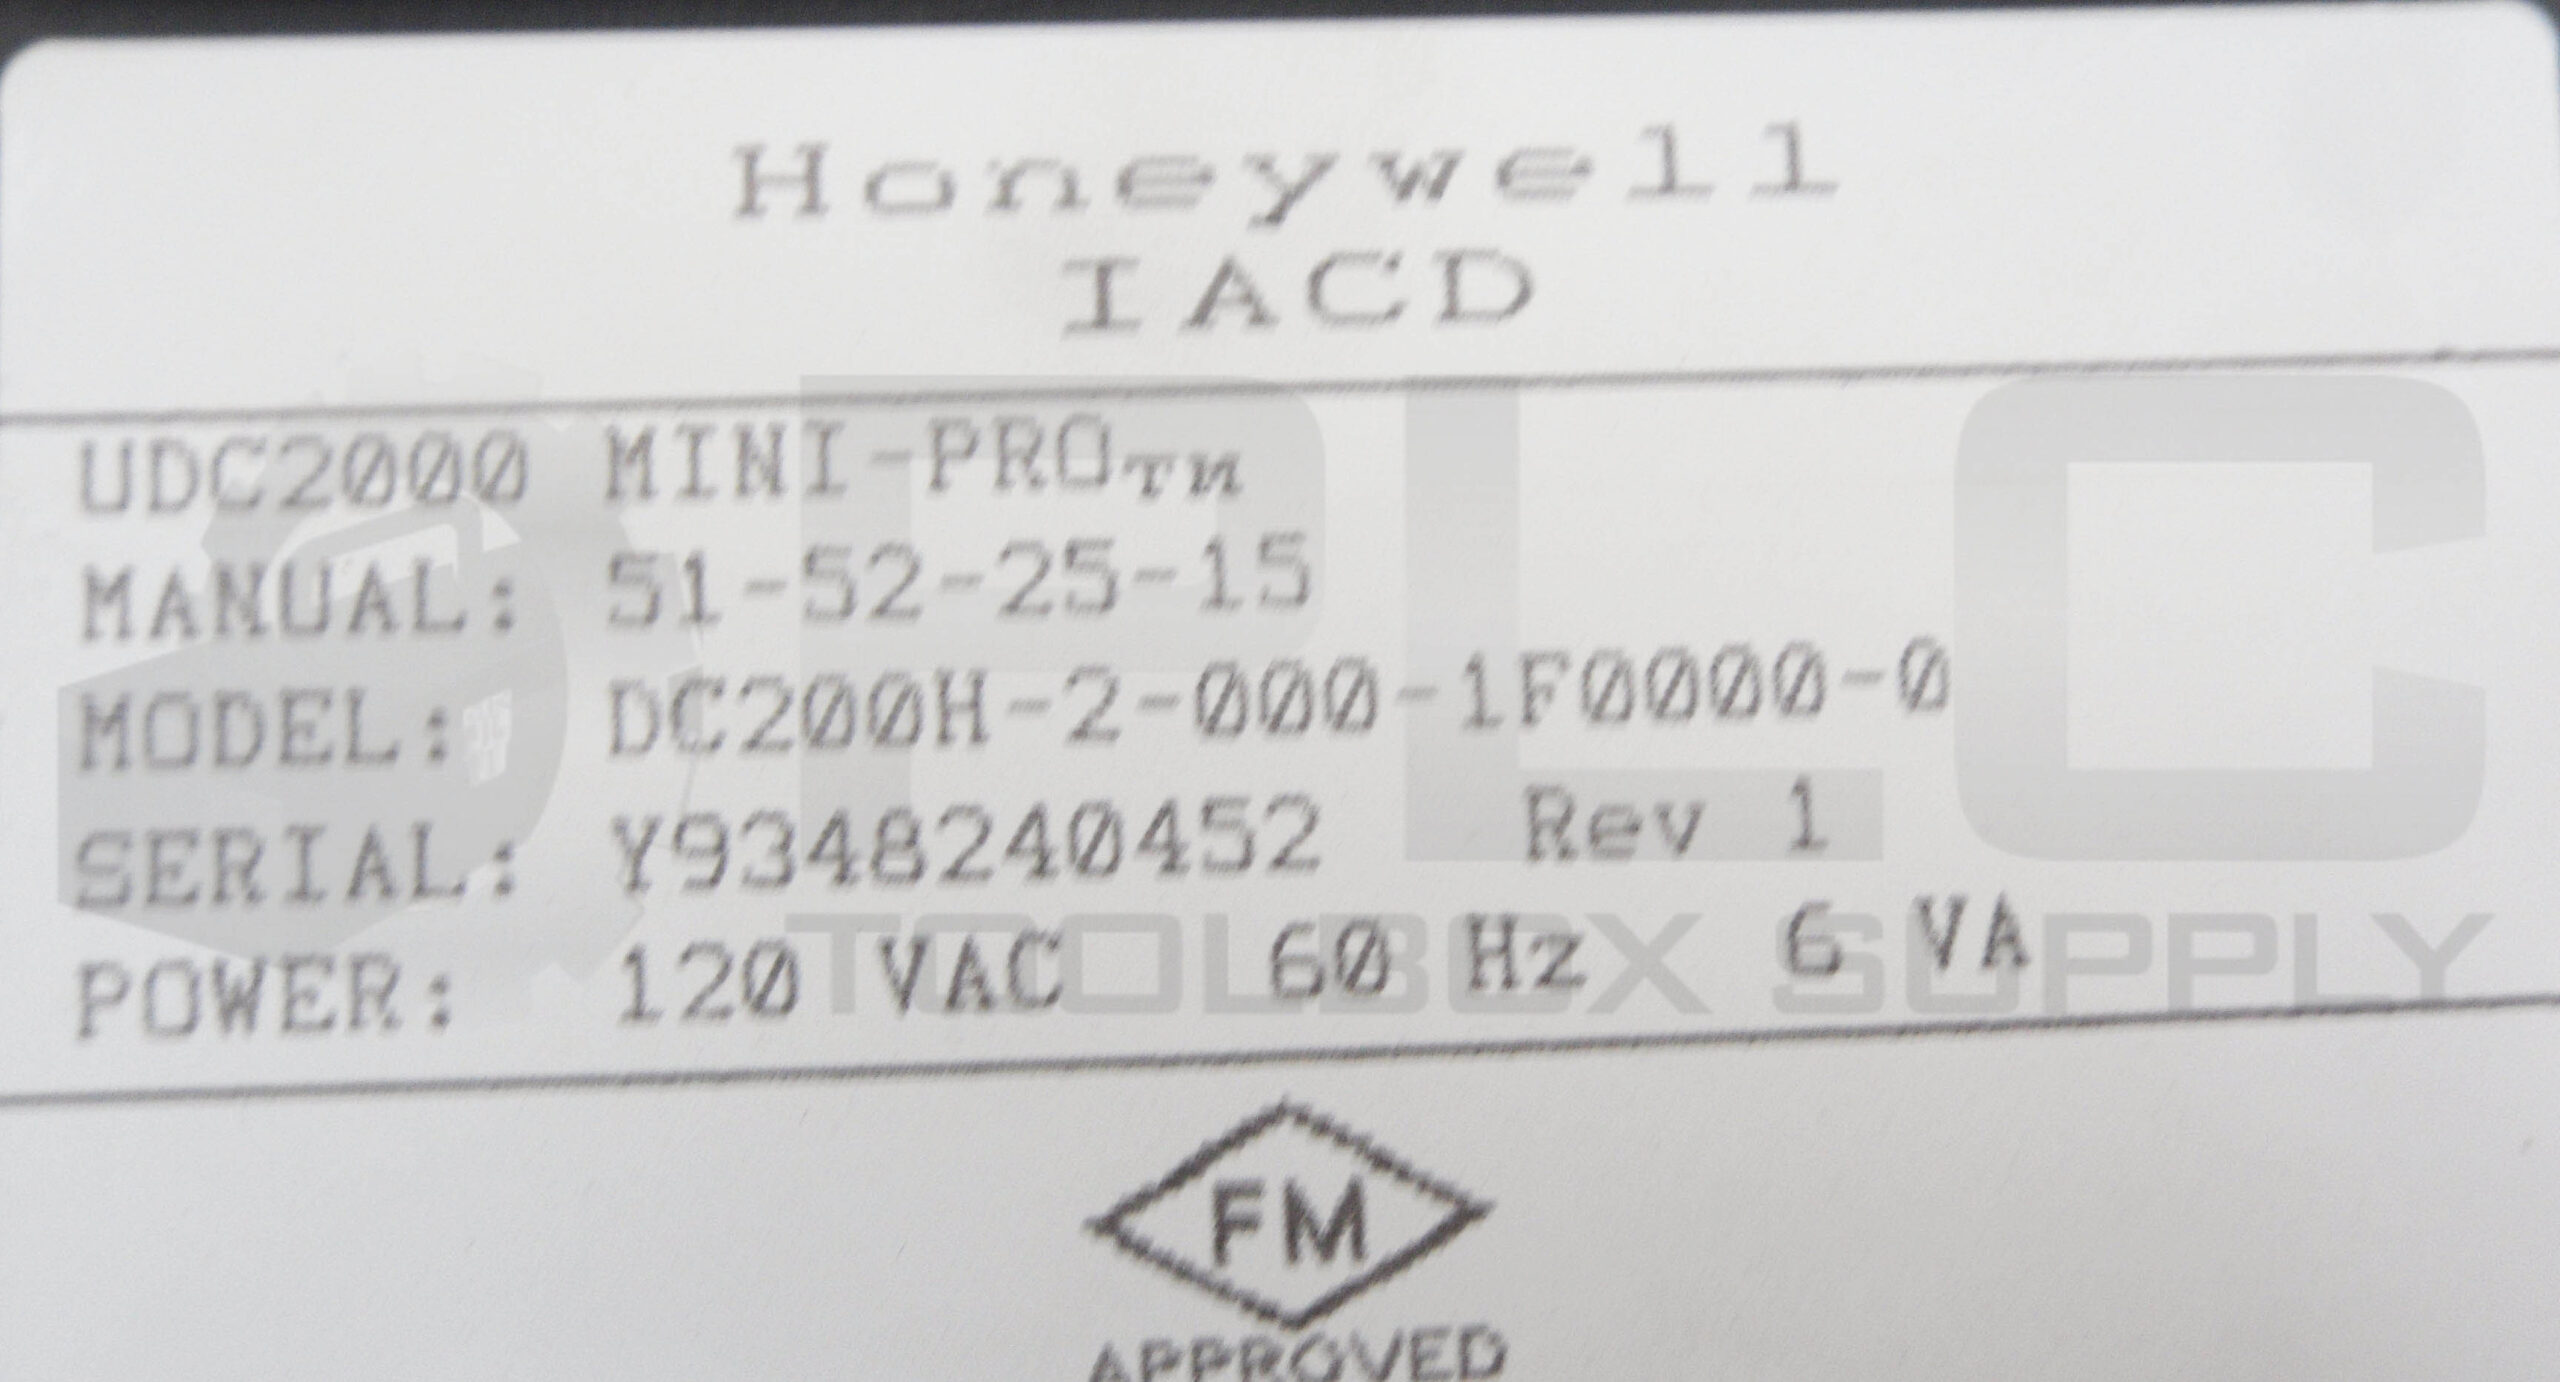 Honeywell
IACD
UDC2000 MINI-PRO™
MANUAL: 51-52-25-15
MODEL: DC200H-2-000-1F0000-0
SERIAL: Y9348240452 Rev 1
POWER: 120 VAC 60 Hz 6 VA
PLC
TOOLBOX SUPPLY
FM
APPROVED